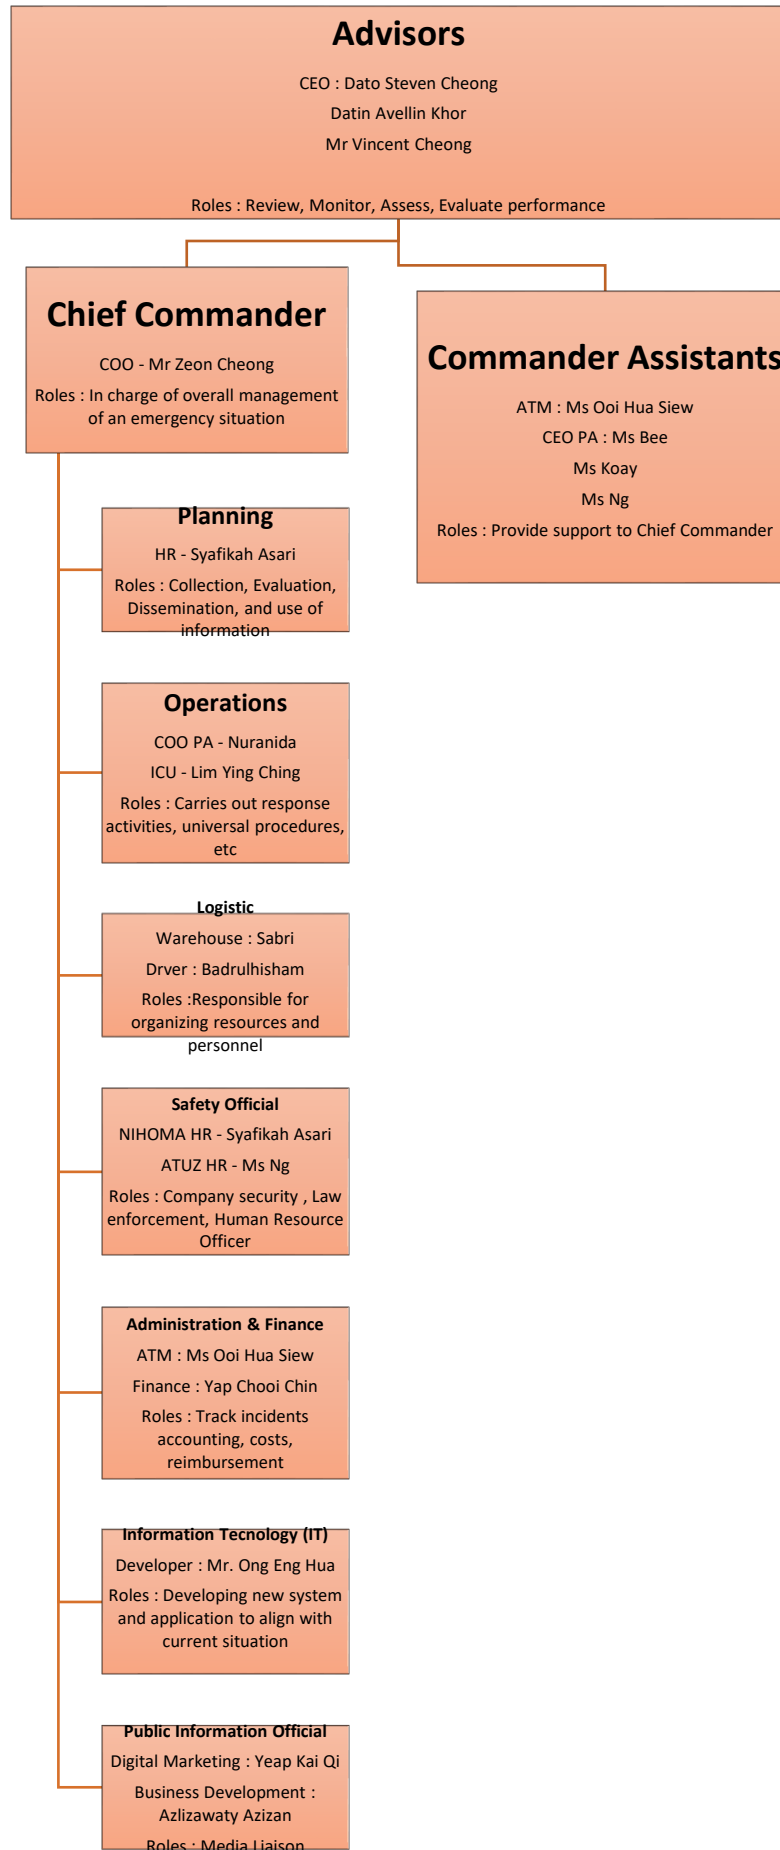 Advisors
CEO : Dato Steven Cheong
Datin Avellin Khor
Mr Vincent Cheong
Roles : Review, Monitor, Assess, Evaluate performance
Chief Commander
COO - Mr Zeon Cheong
Roles : In charge of overall management
of an emergency situation
Commander Assistants
ATM : Ms Ooi Hua Siew
CEO PA : Ms Bee
Ms Koay
Ms Ng
Roles : Provide support to Chief Commander
Planning
HR - Syafikah Asari
Roles : Collection, Evaluation,
Dissemination, and use of
information
Operations
COO PA - Nuranida
ICU - Lim Ying Ching
Roles : Carries out response
activities, universal procedures,
etc
Logistic
Warehouse : Sabri
Drver : Badrulhisham
Roles :Responsible for
organizing resources and
personnel
Safety Official
NIHOMA HR - Syafikah Asari
ATUZ HR - Ms Ng
Roles : Company security , Law
enforcement, Human Resource
Officer
Administration & Finance
ATM : Ms Ooi Hua Siew
Finance : Yap Chooi Chin
Roles : Track incidents
accounting, costs,
reimbursement
Information Tecnology (IT)
Developer : Mr. Ong Eng Hua
Roles : Developing new system
and application to align with
current situation
Public Information Official
Digital Marketing : Yeap Kai Qi
Business Development :
Azlizawaty Azizan
Roles : Media Liaison